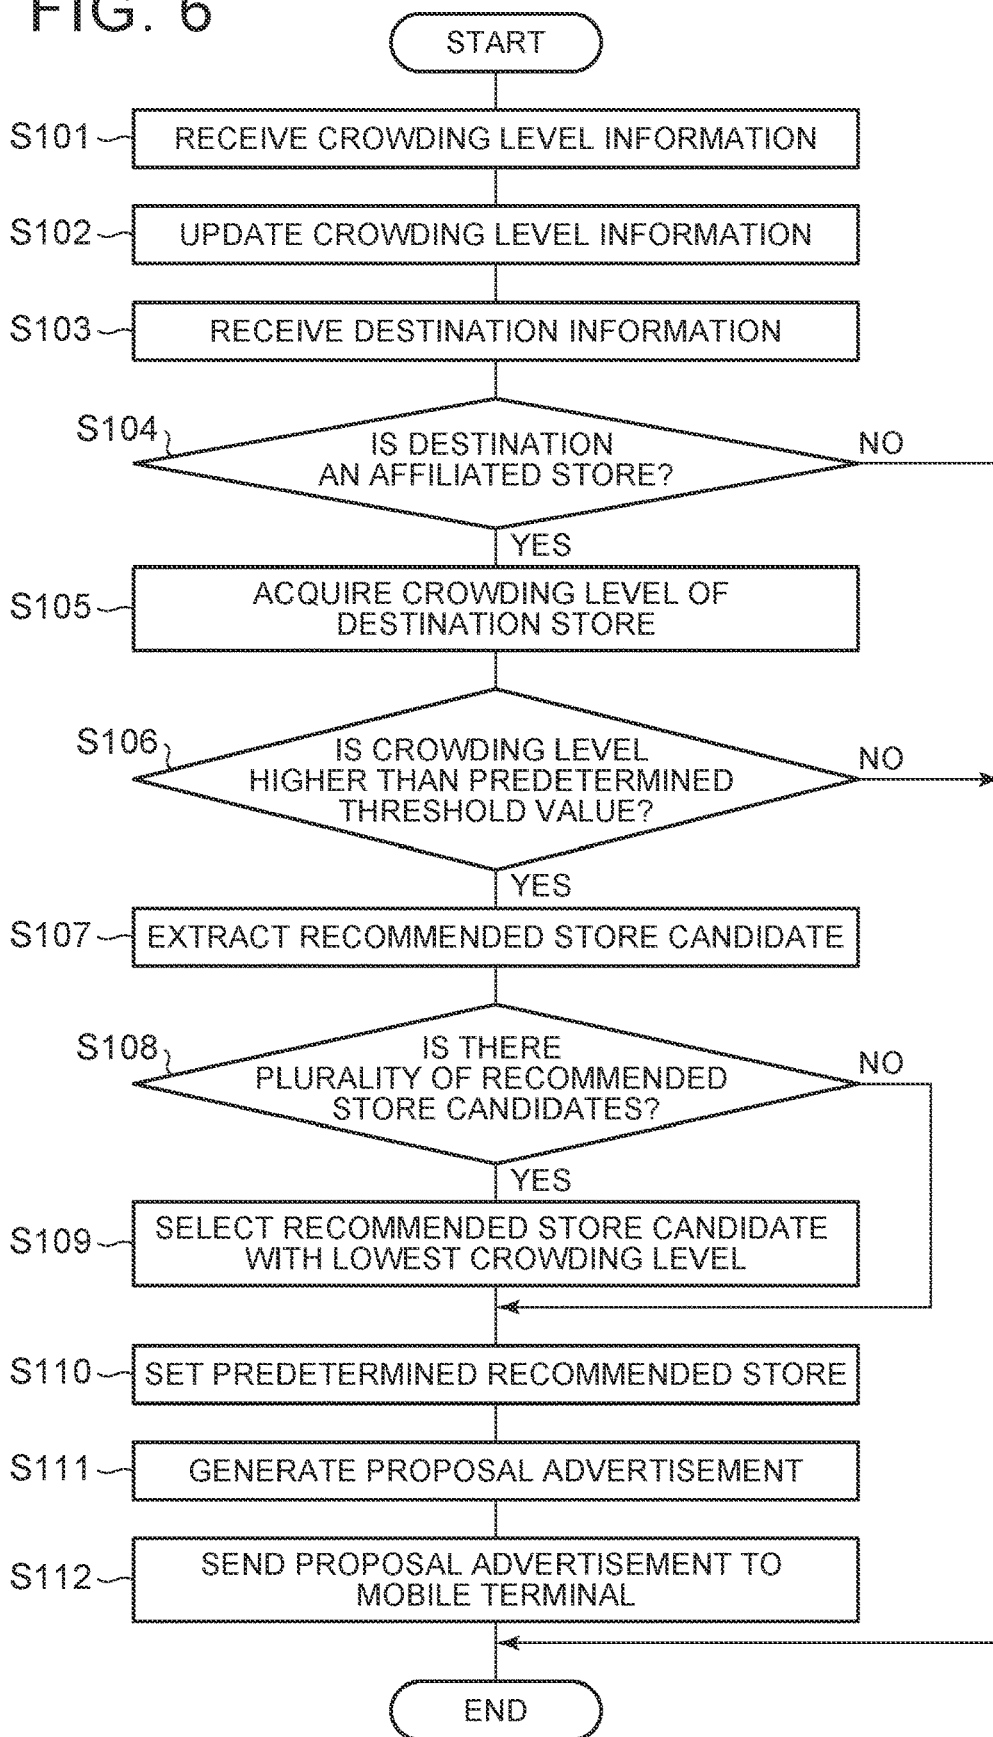 FIG. 6
START
S101
RECEIVE CROWDING LEVEL INFORMATION
S102
UPDATE CROWDING LEVEL INFORMATION
S103
RECEIVE DESTINATION INFORMATION
S104
IS DESTINATION
AN AFFILIATED STORE?
NO
YES
S105
ACQUIRE CROWDING LEVEL OF
DESTINATION STORE
S106
IS CROWDING LEVEL
HIGHER THAN PREDETERMINED
THRESHOLD VALUE?
NO
YES
S107
EXTRACT RECOMMENDED STORE CANDIDATE
S108
IS THERE
PLURALITY OF RECOMMENDED
STORE CANDIDATES?
NO
YES
S109
SELECT RECOMMENDED STORE CANDIDATE
WITH LOWEST CROWDING LEVEL
S110
SET PREDETERMINED RECOMMENDED STORE
S111
GENERATE PROPOSAL ADVERTISEMENT
S112
SEND PROPOSAL ADVERTISEMENT TO
MOBILE TERMINAL
END